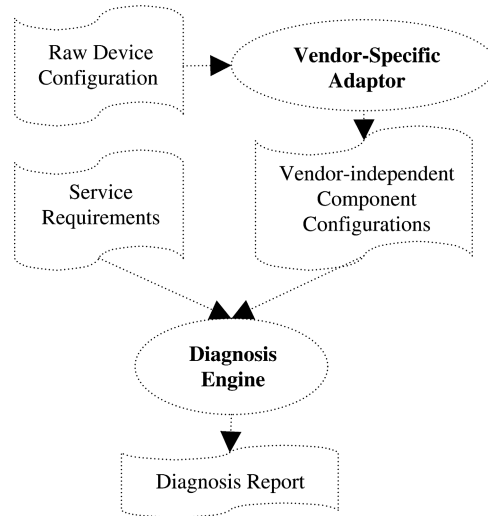 Raw Device
Configuration
Vendor-Specific
Adaptor
Service
Requirements
Vendor-independent
Component
Configurations
Diagnosis
Engine
Diagnosis Report